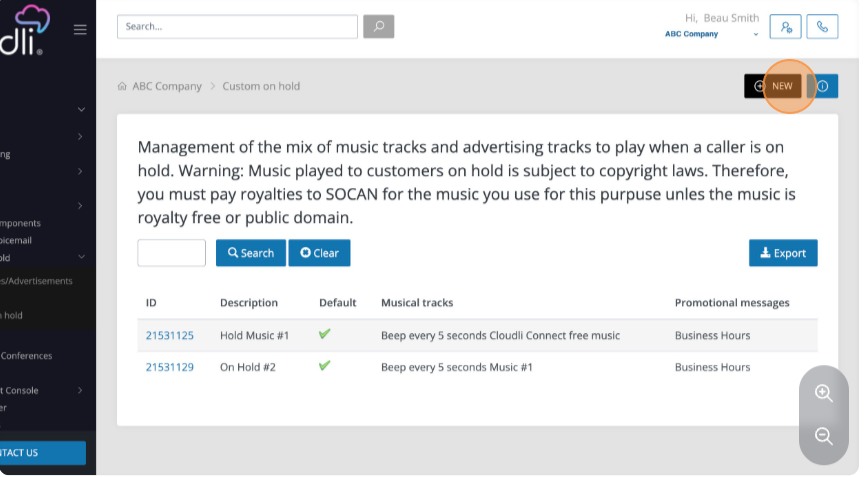 dli.
Search...
Hi, Beau Smith
ABC Company
ABC Company > Custom on hold
NEW
Management of the mix of music tracks and advertising tracks to play when a caller is on
hold. Warning: Music played to customers on hold is subject to copyright laws. Therefore,
you must pay royalties to SOCAN for the music you use for this purpuse unles the music is
royalty free or public domain.
Search
Clear
Export
ID Description Default Musical tracks Promotional messages
21531125 Hold Music #1 Beep every 5 seconds Cloudli Connect free music Business Hours
21531129 On Hold #2 Beep every 5 seconds Music #1 Business Hours
ng
mponents
oicemail
old
es/Advertisements
n hold
Conferences
t Console
er
NTACT US